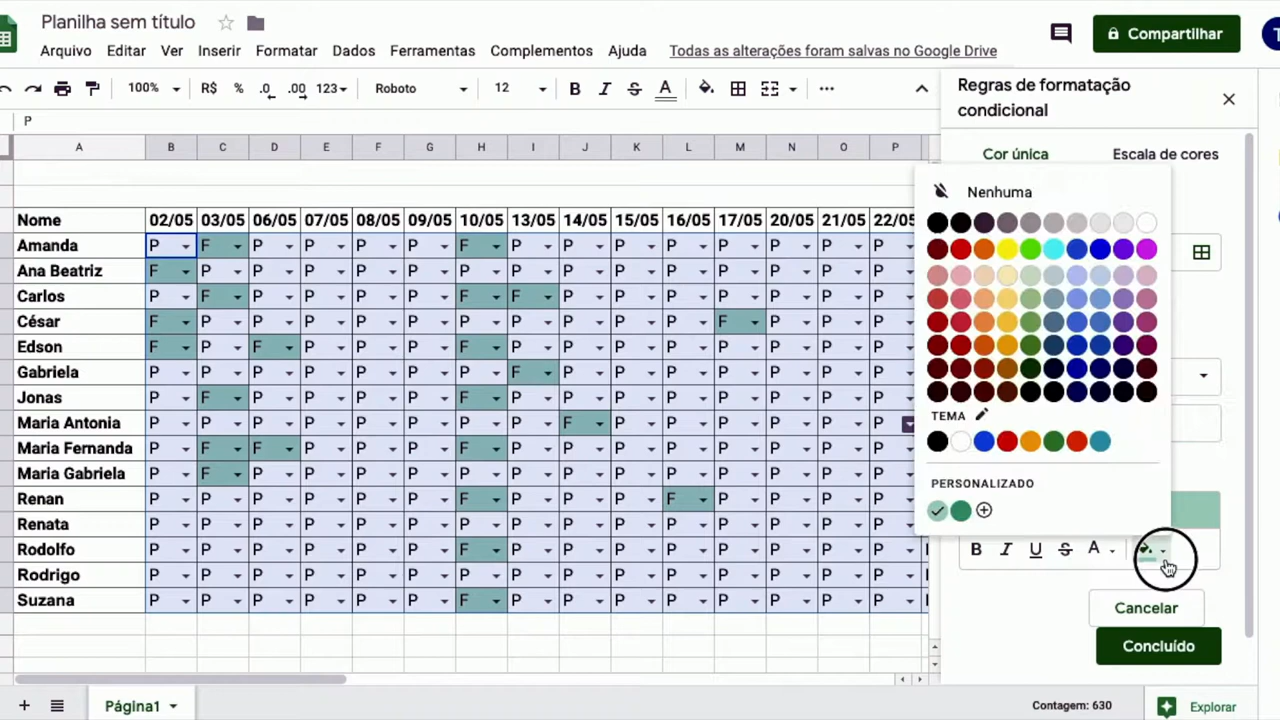 Planilha sem título
Arquivo Editar Ver Inserir Formatar Dados Ferramentas Complementos Ajuda Todas as alterações foram salvas no Google Drive
Compartilhar
T
100% R$ % .0 .00 123 Roboto 12 B I S A
P
Regras de formatação
condicional
Cor única Escala de cores
A B C D E F G H I J K L M N O P
Nome 02/05 03/05 06/05 07/05 08/05 09/05 10/05 13/05 14/05 15/05 16/05 17/05 20/05 21/05 22/05
Amanda P F P P P P F P P P P P P P P
Ana Beatriz F P P P P P P P P P P P P P P
Carlos P F P P P P F F P P P P P P P
César F P P P P P P P P P P F P P P
Edson F P F P P P F P P P P P P P P
Gabriela P P P P P P P F P P P P P P P
Jonas P F P P P P F P P P P P P P P
Maria Antonia P P P P P P P P F P P P P P P
Maria Fernanda P F F P P P F P P P P P P P P
Maria Gabriela P F P P P P P P P P P P P P P
Renan P P P P P P F P P P F P P P P
Renata P P P P P P P P P P P P P P P
Rodolfo P P P P P P F P P P P P P P P
Rodrigo P P P P P P P P P P P P P P P
Suzana P P P P P P F P P P P P P P P
Nenhuma
TEMA
PERSONALIZADO
B I U S A
Cancelar
Concluído
Página1
Contagem: 630
Explorar